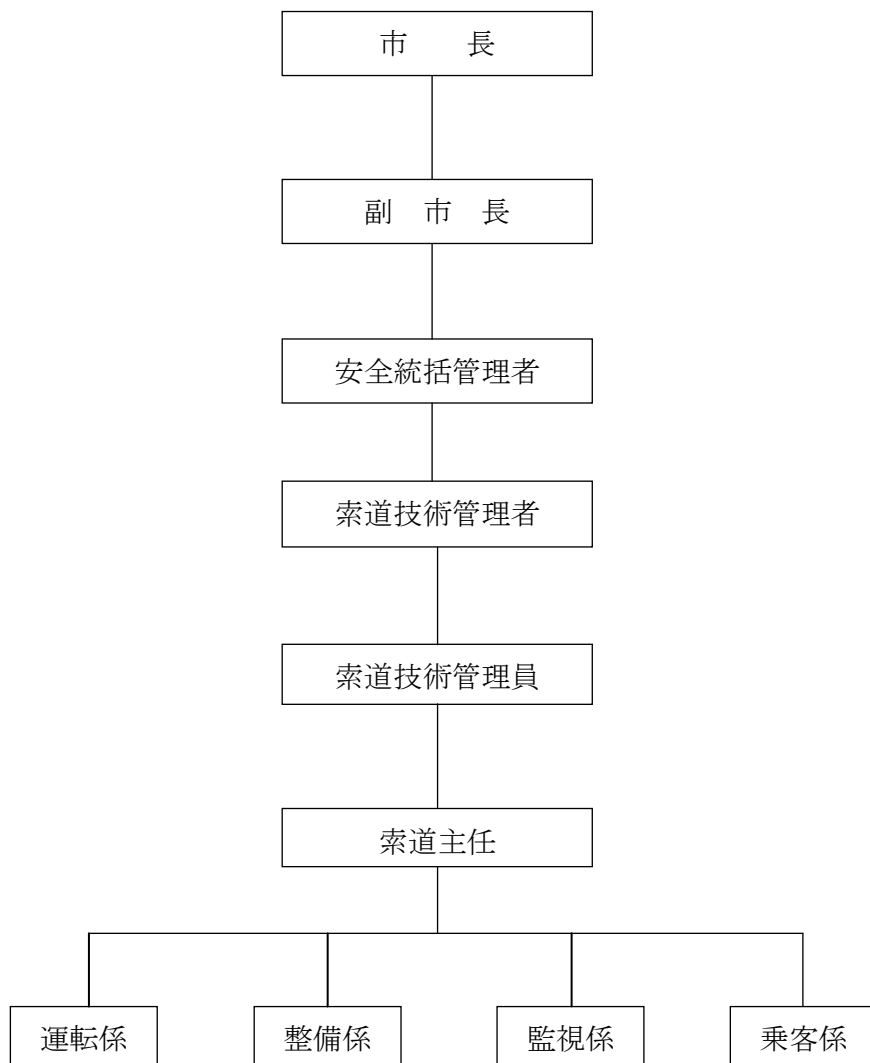 市　　長
副　市　長
安全統括管理者
索道技術管理者
索道技術管理員
索道主任
運転係
整備係
監視係
乗客係